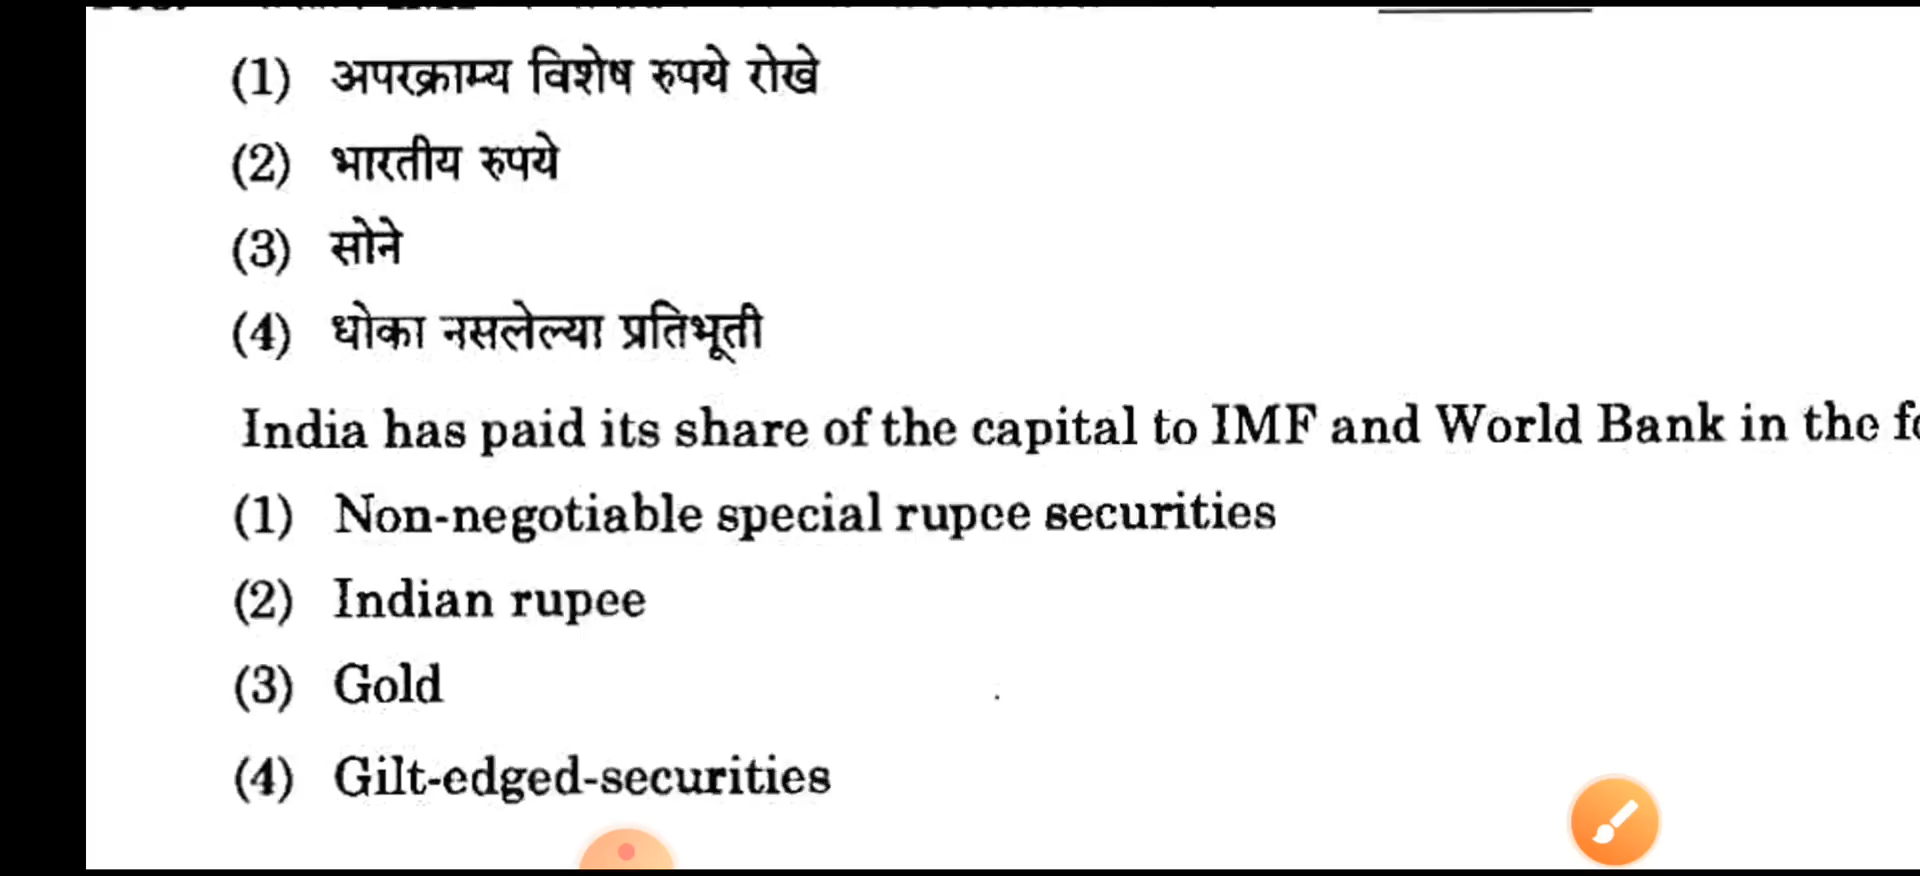 (1) अपरक्राम्य विशेष रुपये रोखे
(2) भारतीय रुपये
(3) सोने
(4) धोका नसलेल्या प्रतिभूती
India has paid its share of the capital to IMF and World Bank in the
(1) Non-negotiable special rupee securities
(2) Indian rupee
(3) Gold
(4) Gilt-edged-securities